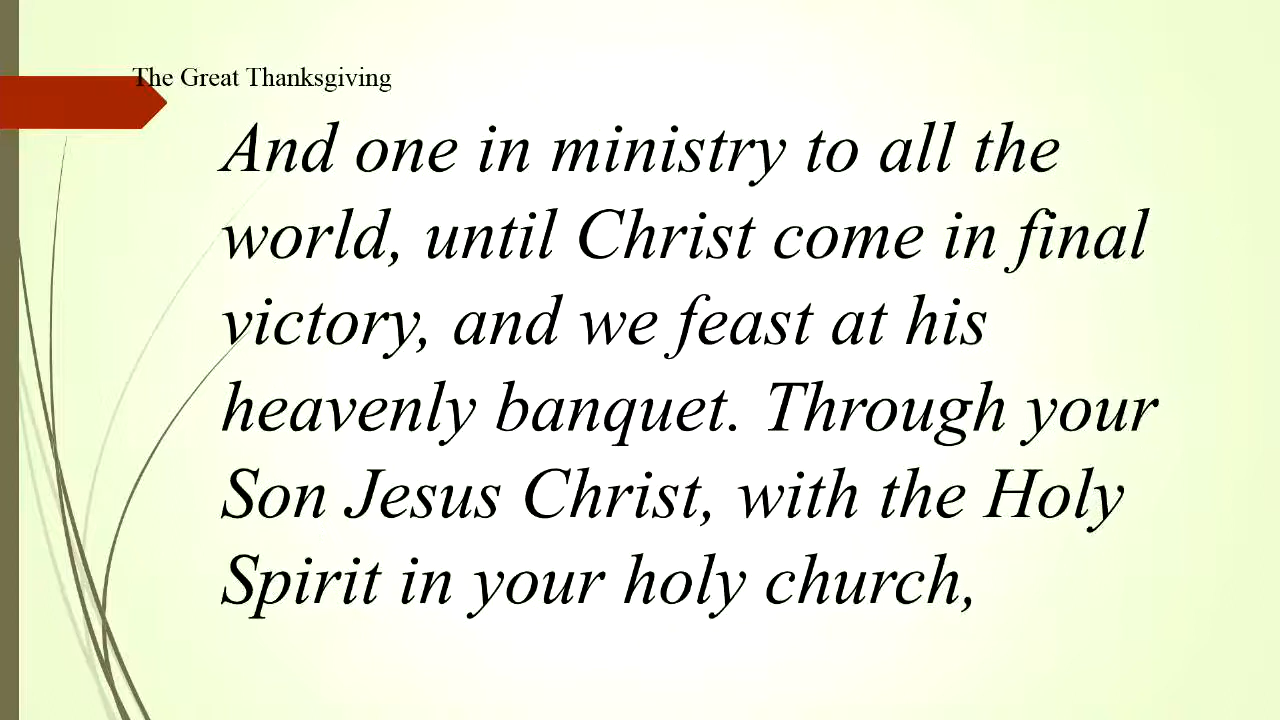 The Great Thanksgiving
And one in ministry to all the
world, until Christ come in final
victory, and we feast at his
heavenly banquet. Through your
Son Jesus Christ, with the Holy
Spirit in your holy church,